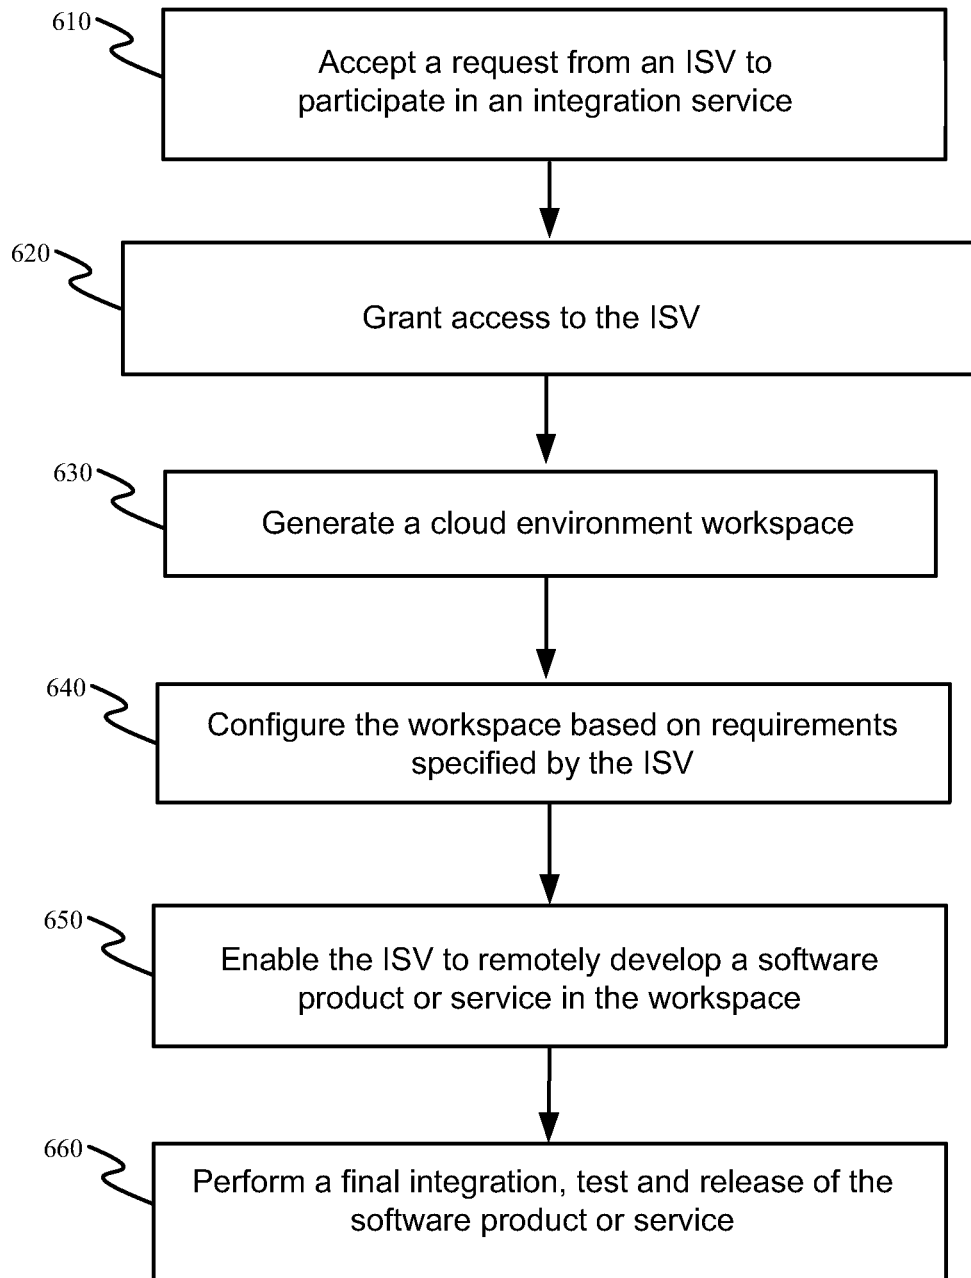 610
Accept a request from an ISV to
participate in an integration service
620
Grant access to the ISV
630
Generate a cloud environment workspace
640
Configure the workspace based on requirements
specified by the ISV
650
Enable the ISV to remotely develop a software
product or service in the workspace
660
Perform a final integration, test and release of the
software product or service